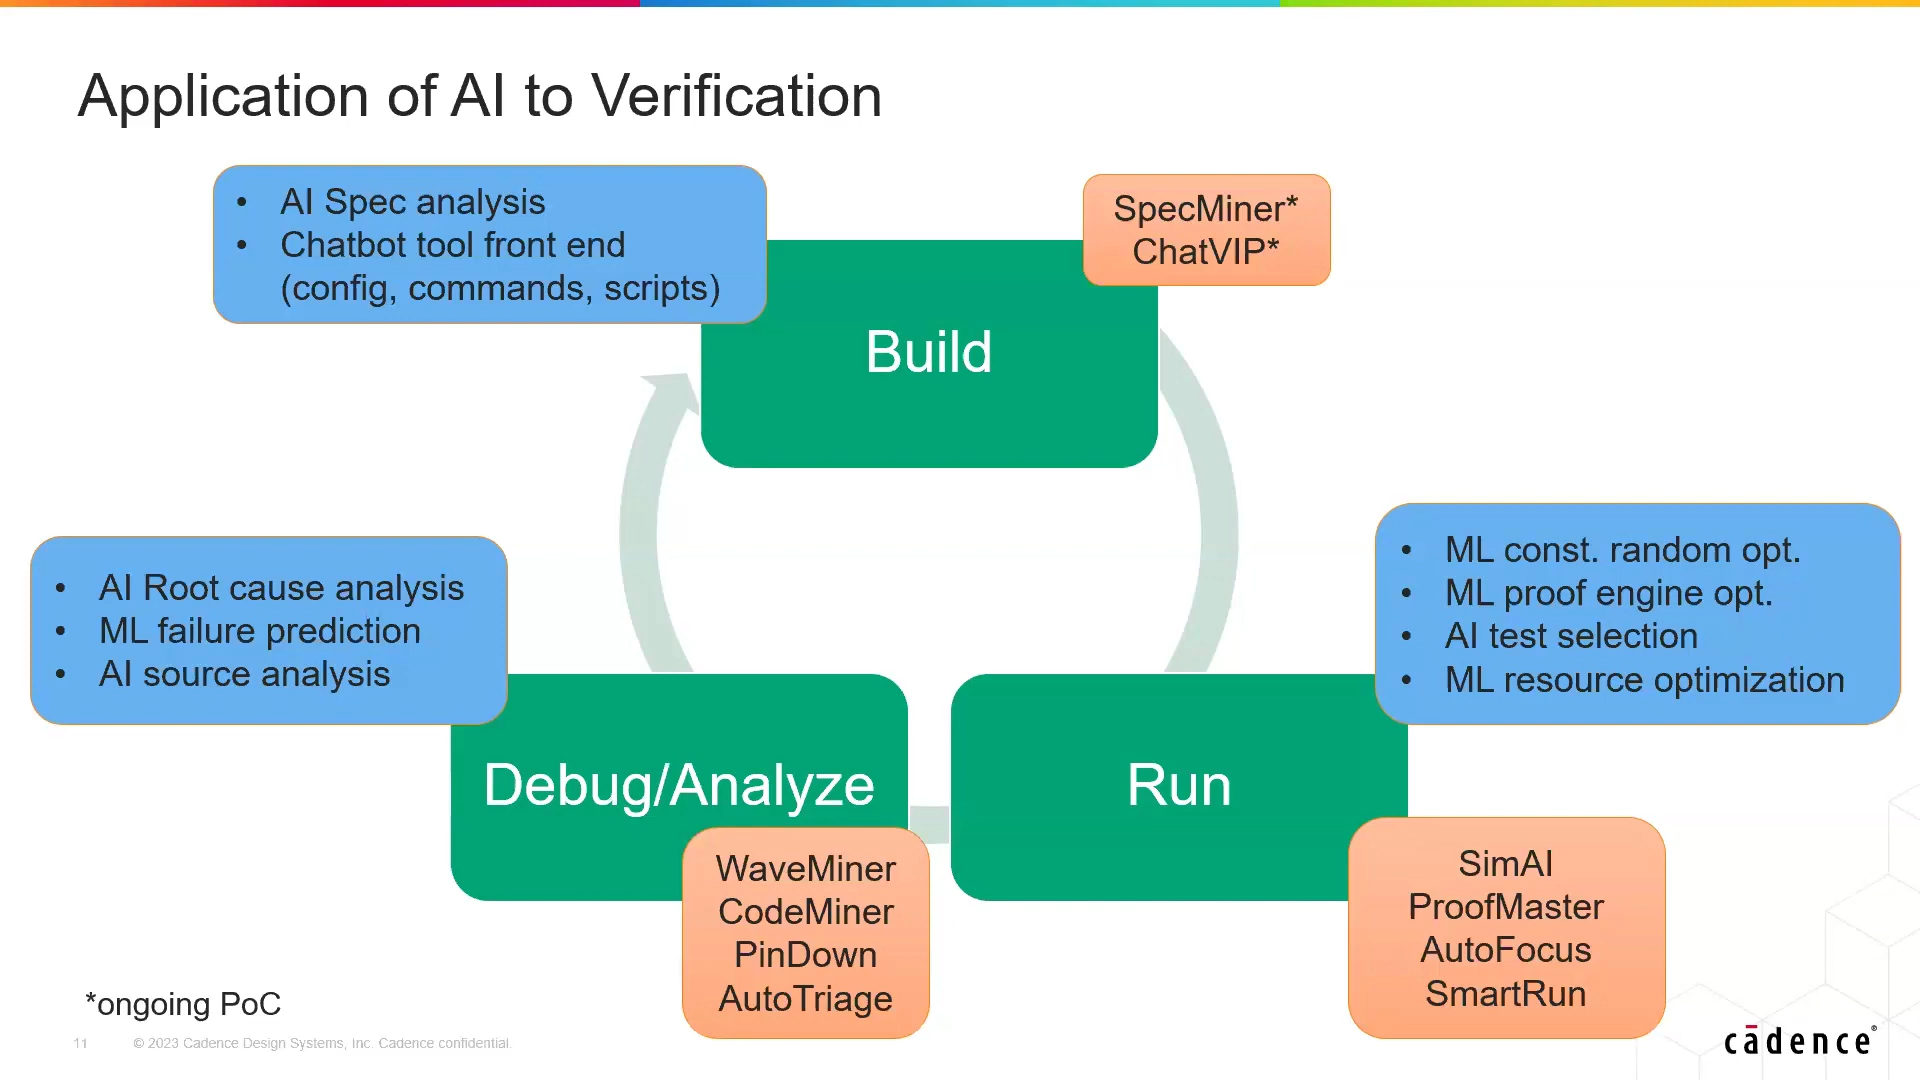 Application of AI to Verification
• AI Spec analysis
• Chatbot tool front end
(config, commands, scripts)
SpecMiner*
ChatVIP*
Build
• AI Root cause analysis
• ML failure prediction
• AI source analysis
• ML const. random opt.
• ML proof engine opt.
• AI test selection
• ML resource optimization
Debug/Analyze
Run
WaveMiner
CodeMiner
PinDown
AutoTriage
SimAI
ProofMaster
AutoFocus
SmartRun
*ongoing PoC
11 © 2023 Cadence Design Systems, Inc. Cadence confidential.
cādence®